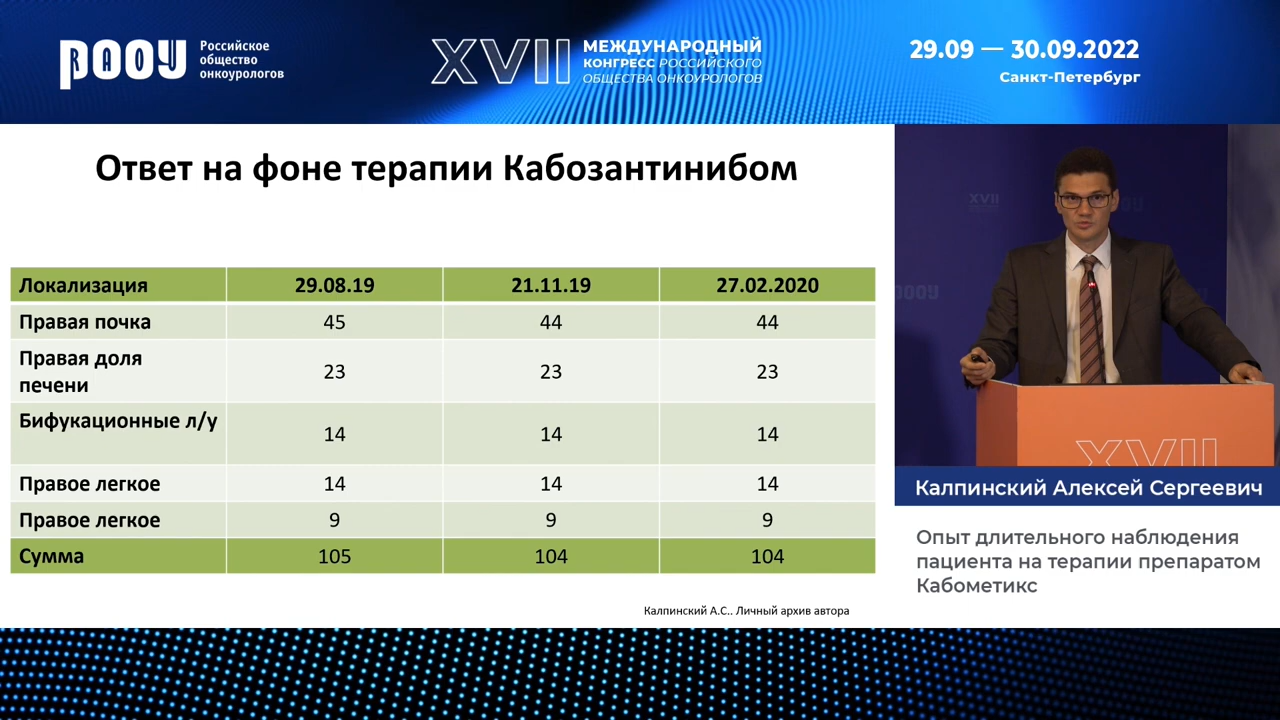 РООУ
RAOU
Российское
общество
онкоурологов
XVII
МЕЖДУНАРОДНЫЙ
КОНГРЕСС РОССИЙСКОГО
ОБЩЕСТВА ОНКОУРОЛОГОВ
29.09 — 30.09.2022
Санкт-Петербург
Ответ на фоне терапии Кабозантинибом
Локализация 29.08.19 21.11.19 27.02.2020
Правая почка 45 44 44
Правая доля
печени 23 23 23
Бифукационные л/у 14 14 14
Правое легкое 14 14 14
Правое легкое 9 9 9
Сумма 105 104 104
Калпинский А.С.. Личный архив автора
XVII
РООУ
XVII
Калпинский Алексей Сергеевич
Опыт длительного наблюдения
пациента на терапии препаратом
Кабометикс